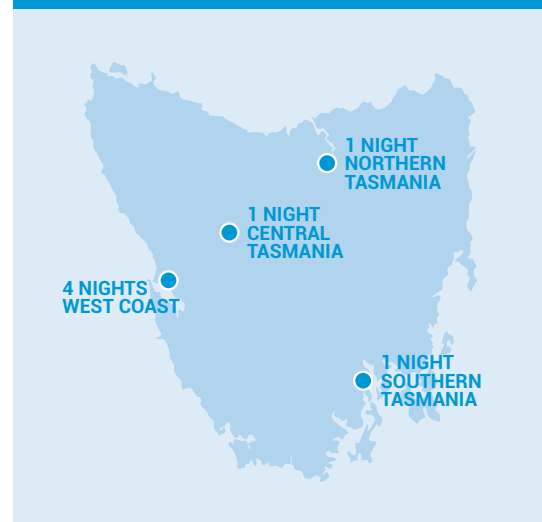 1 NIGHT
NORTHERN
TASMANIA
1 NIGHT
CENTRAL
TASMANIA
4 NIGHTS
WEST COAST
1 NIGHT
SOUTHERN
TASMANIA